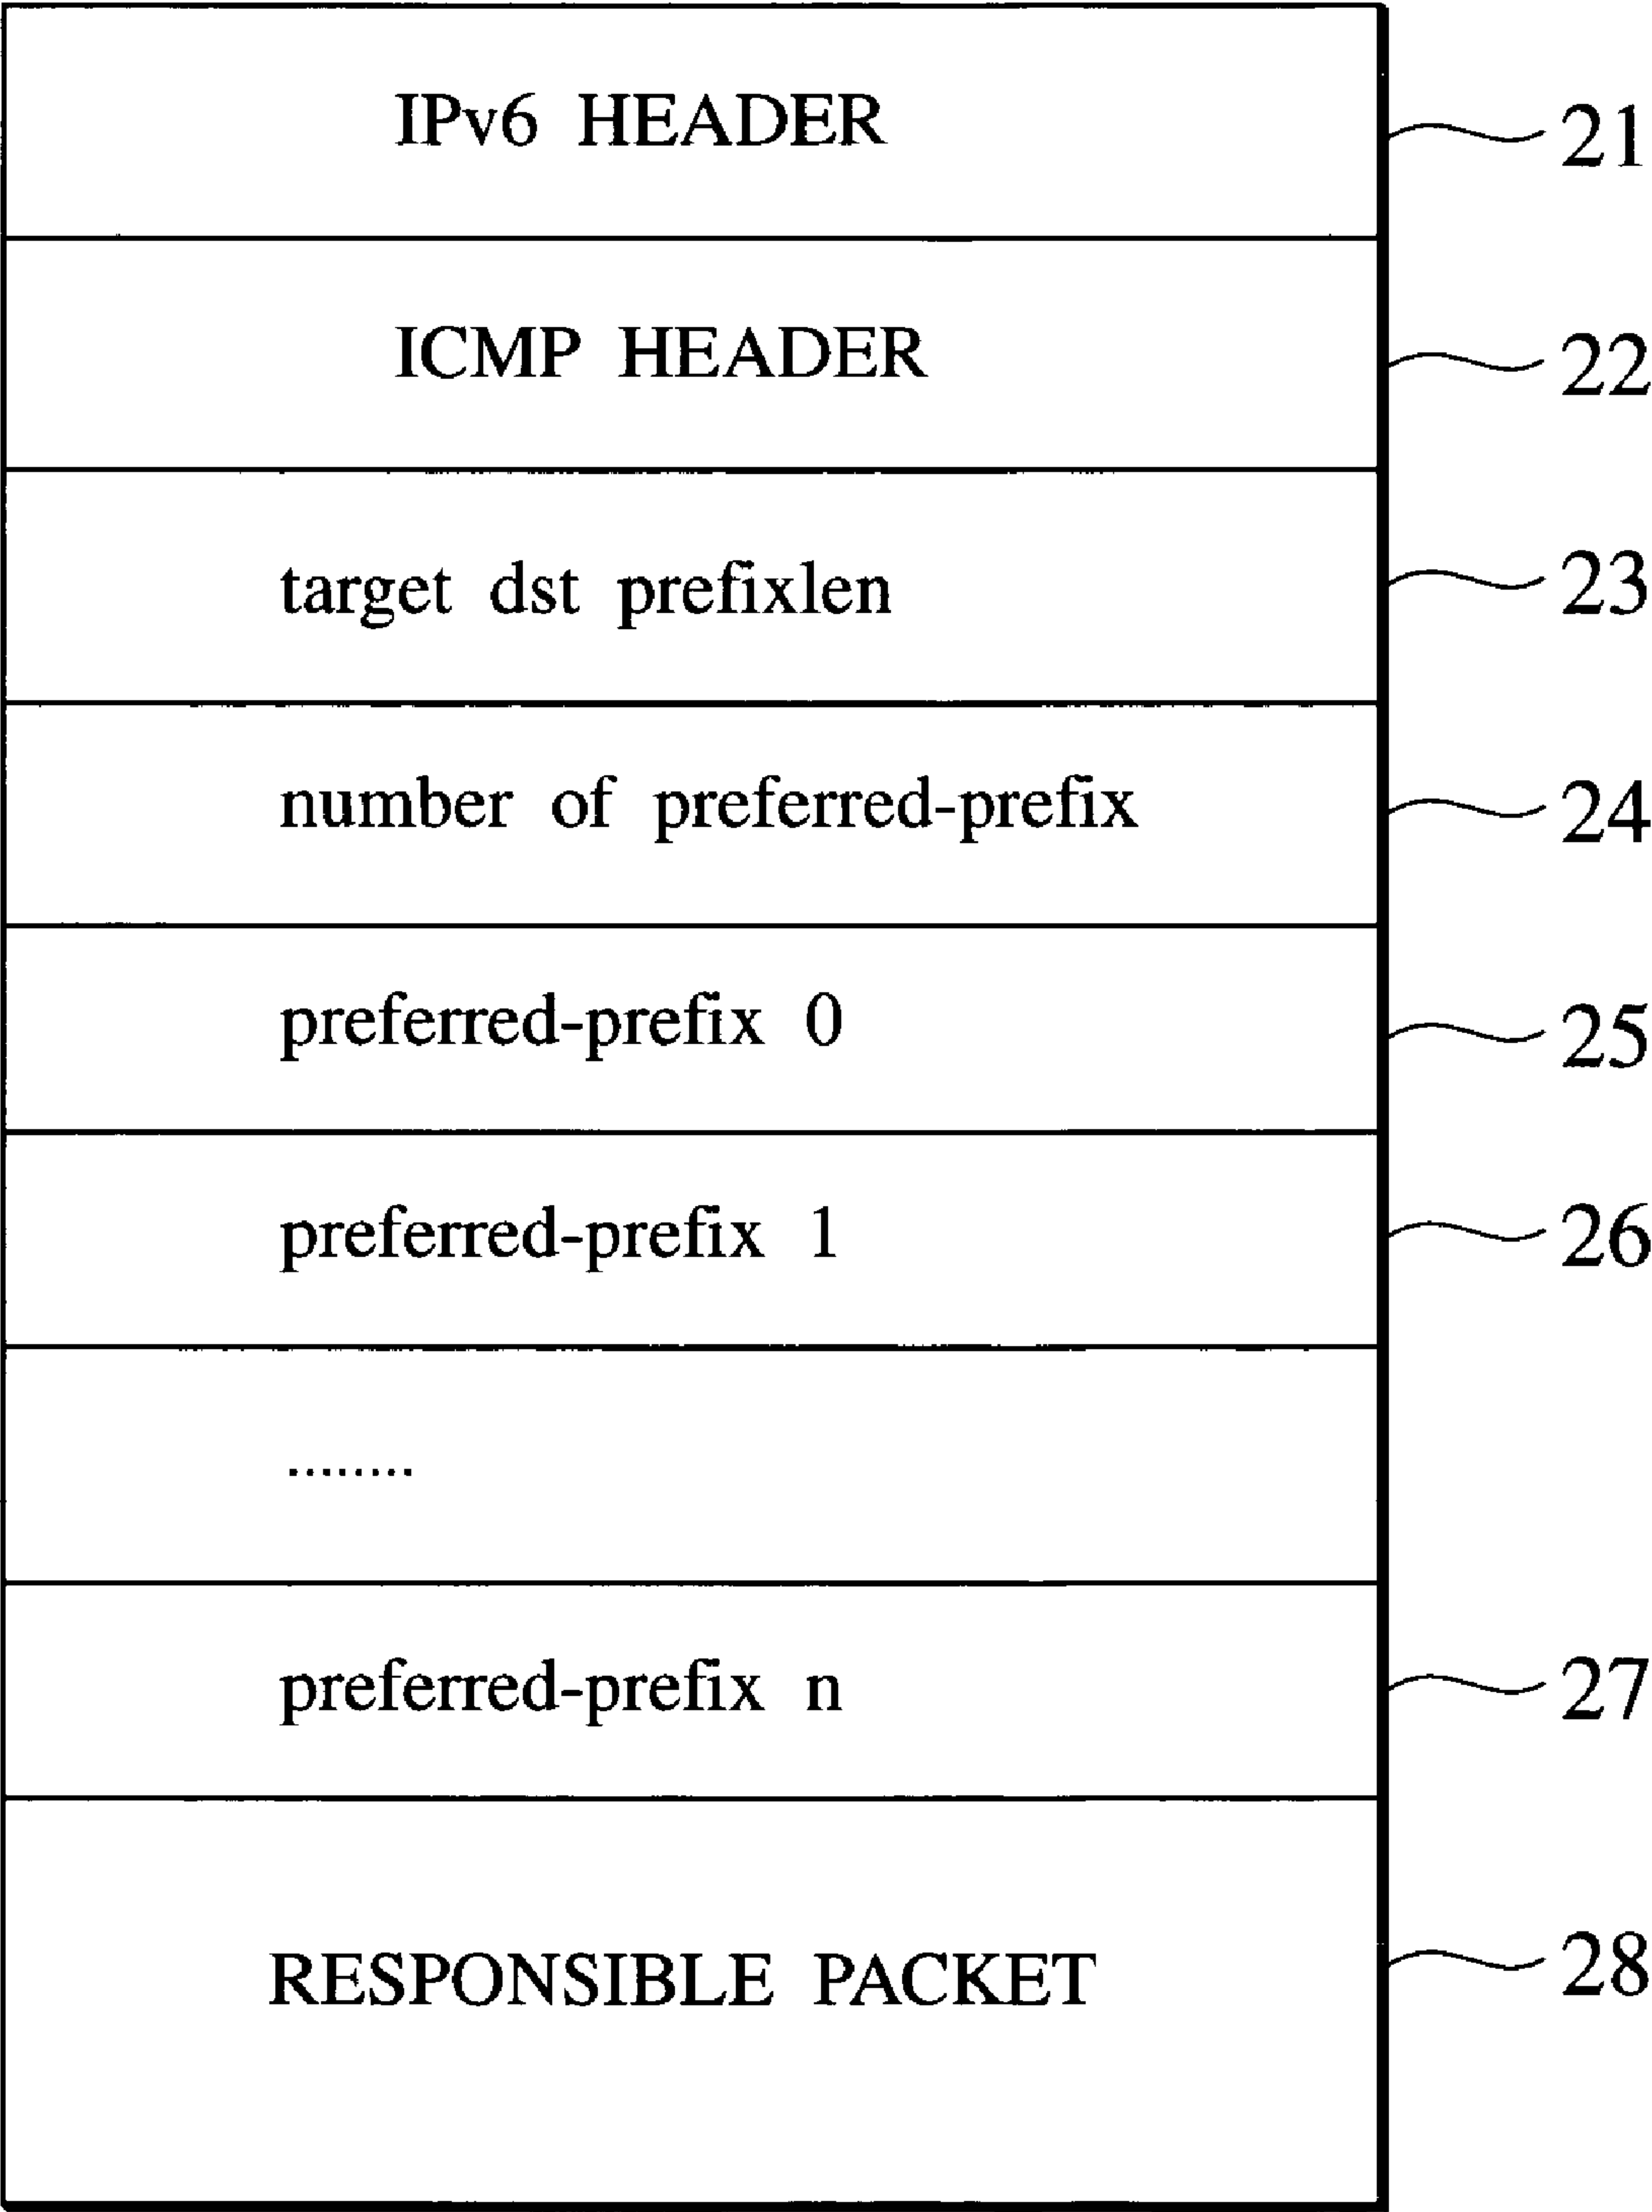 IPv6 HEADER 21
ICMP HEADER 22
target dst prefixlen 23
number of preferred-prefix 24
preferred-prefix 0 25
preferred-prefix 1 26
........
preferred-prefix n 27
RESPONSIBLE PACKET 28